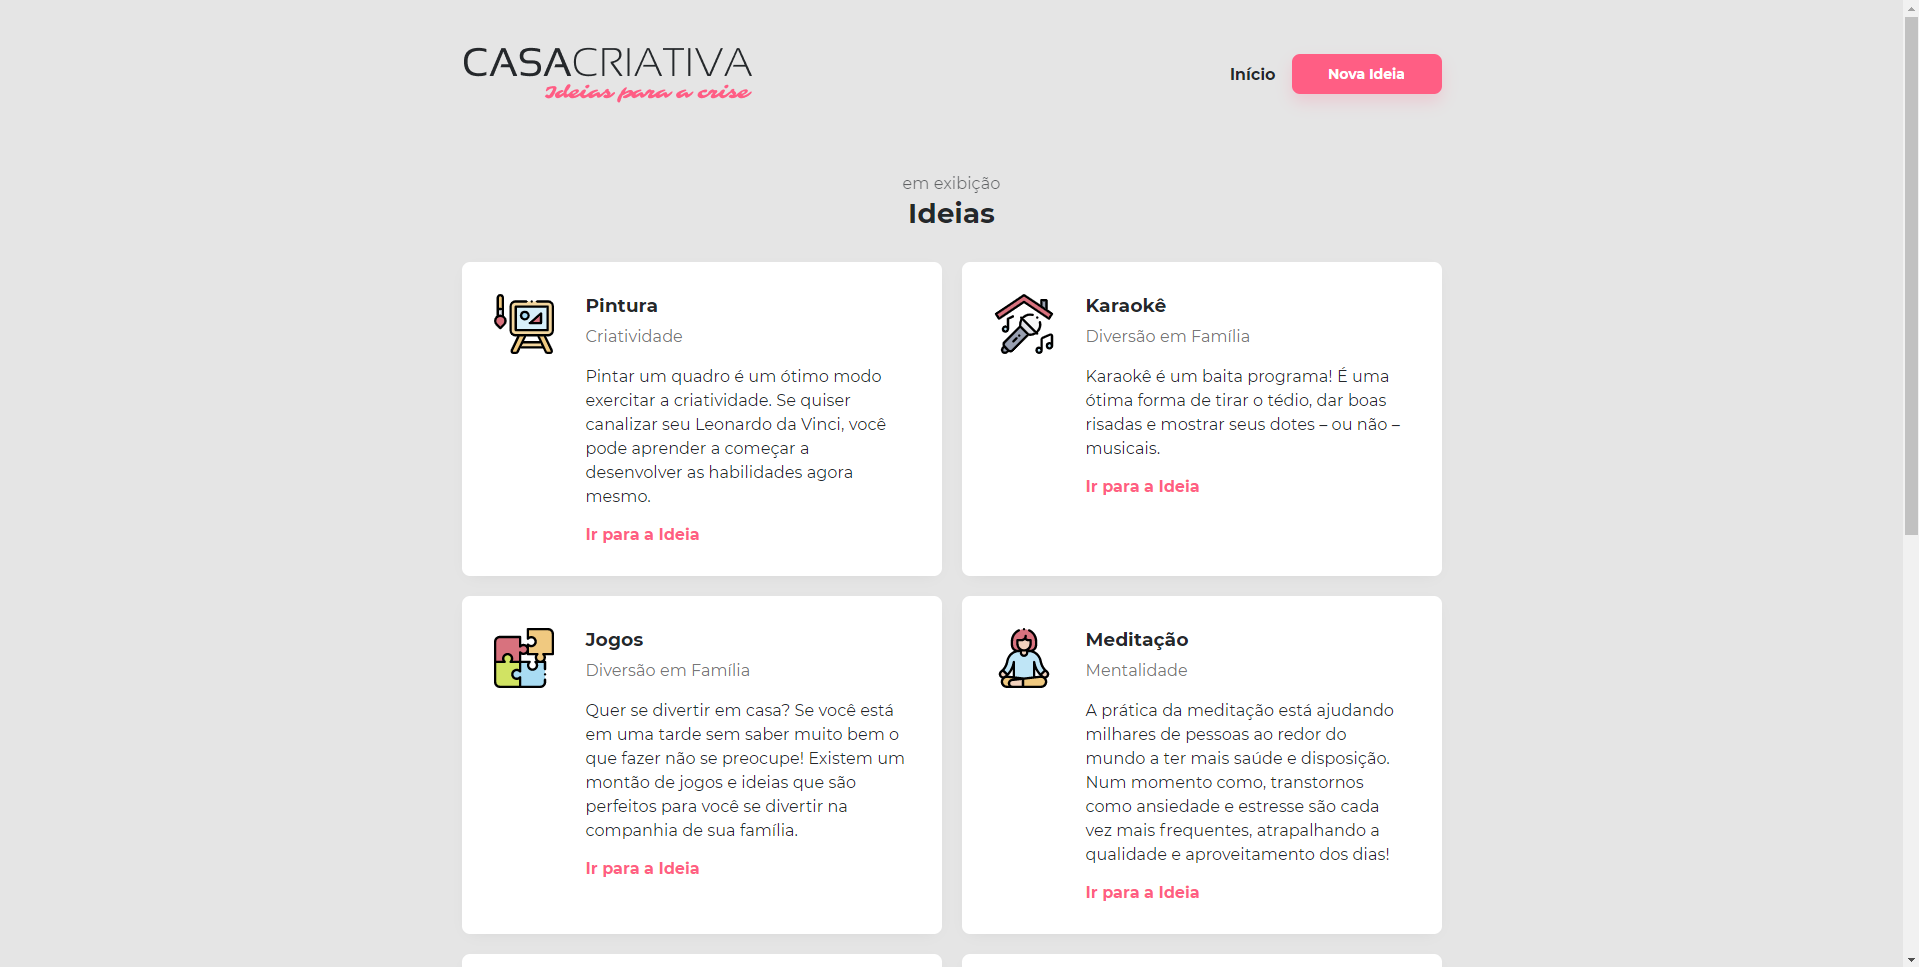 CASACRIATIVA
Ideias para a crise
Início
Nova Ideia
em exibição
Ideias
Pintura
Criatividade
Pintar um quadro é um ótimo modo
exercitar a criatividade. Se quiser
canalizar seu Leonardo da Vinci, você
pode aprender a começar a
desenvolver as habilidades agora
mesmo.
Ir para a Ideia
Karaokê
Diversão em Família
Karaokê é um baita programa! É uma
ótima forma de tirar o tédio, dar boas
risadas e mostrar seus dotes – ou não –
musicais.
Ir para a Ideia
Jogos
Diversão em Família
Quer se divertir em casa? Se você está
em uma tarde sem saber muito bem o
que fazer não se preocupe! Existem um
montão de jogos e ideias que são
perfeitos para você se divertir na
companhia de sua família.
Ir para a Ideia
Meditação
Mentalidade
A prática da meditação está ajudando
milhares de pessoas ao redor do
mundo a ter mais saúde e disposição.
Num momento como, transtornos
como ansiedade e estresse são cada
vez mais frequentes, atrapalhando a
qualidade e aproveitamento dos dias!
Ir para a Ideia